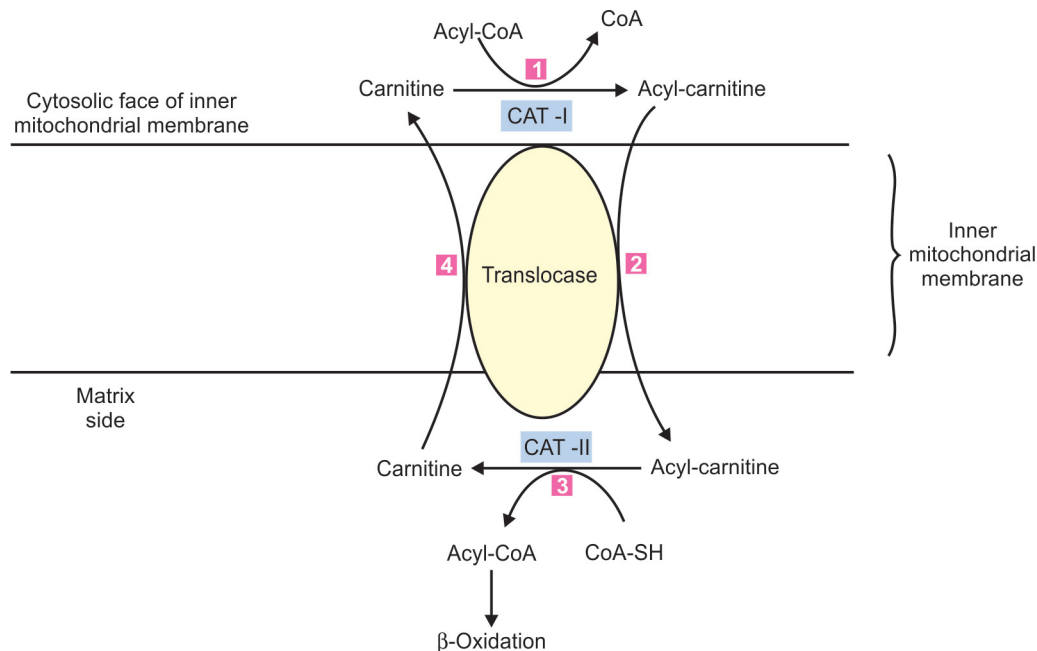 Acyl-CoA
CoA
1
Carnitine
Acyl-carnitine
Cytosolic face of inner
mitochondrial membrane
CAT -I
4
Translocase
2
Inner
mitochondrial
membrane
Matrix
side
CAT -II
Carnitine
Acyl-carnitine
3
Acyl-CoA
CoA-SH
β-Oxidation